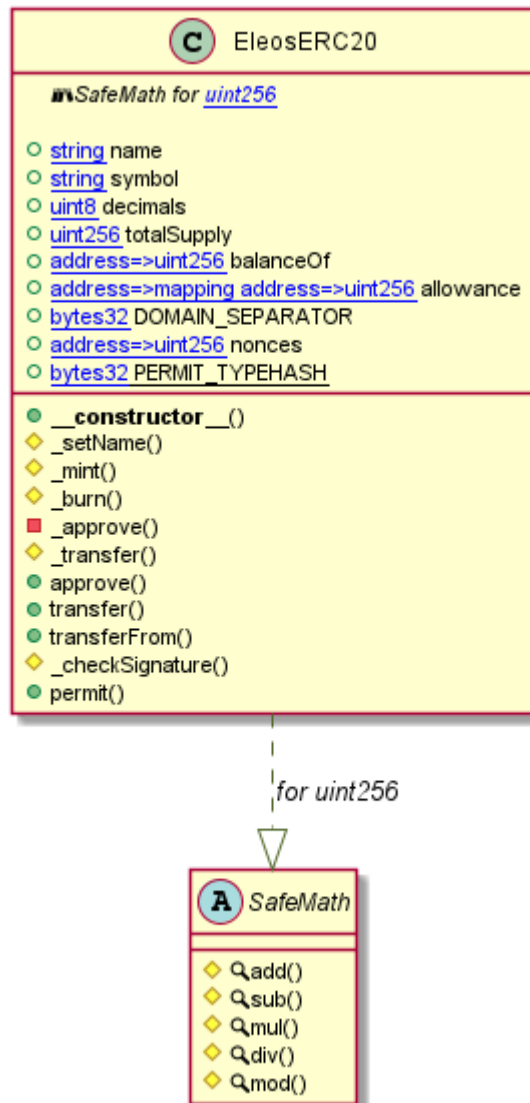 C EleosERC20
SafeMath for uint256
string name
string symbol
uint8 decimals
uint256 totalSupply
address=>uint256 balanceOf
address=>mapping address=>uint256 allowance
bytes32 DOMAIN_SEPARATOR
address=>uint256 nonces
bytes32 PERMIT_TYPEHASH
__constructor__()
_setName()
_mint()
_burn()
_approve()
_transfer()
approve()
transfer()
transferFrom()
_checkSignature()
permit()
for uint256
A SafeMath
add()
sub()
mul()
div()
mod()